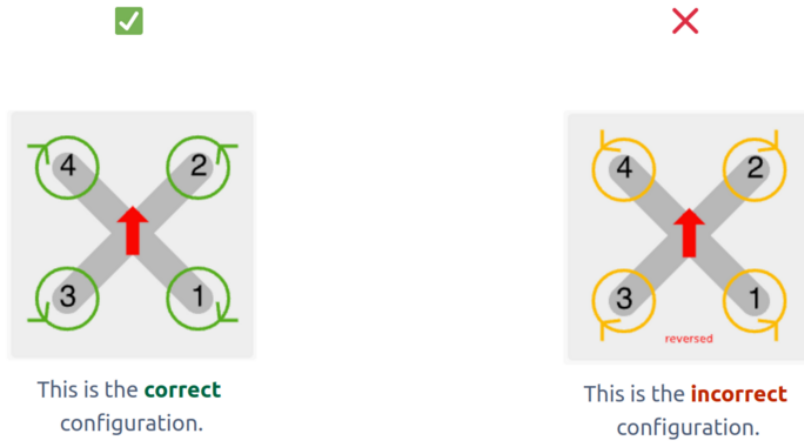 4 2
3 1
This is the correct
configuration.
4 2
3 1
reversed
This is the incorrect
configuration.